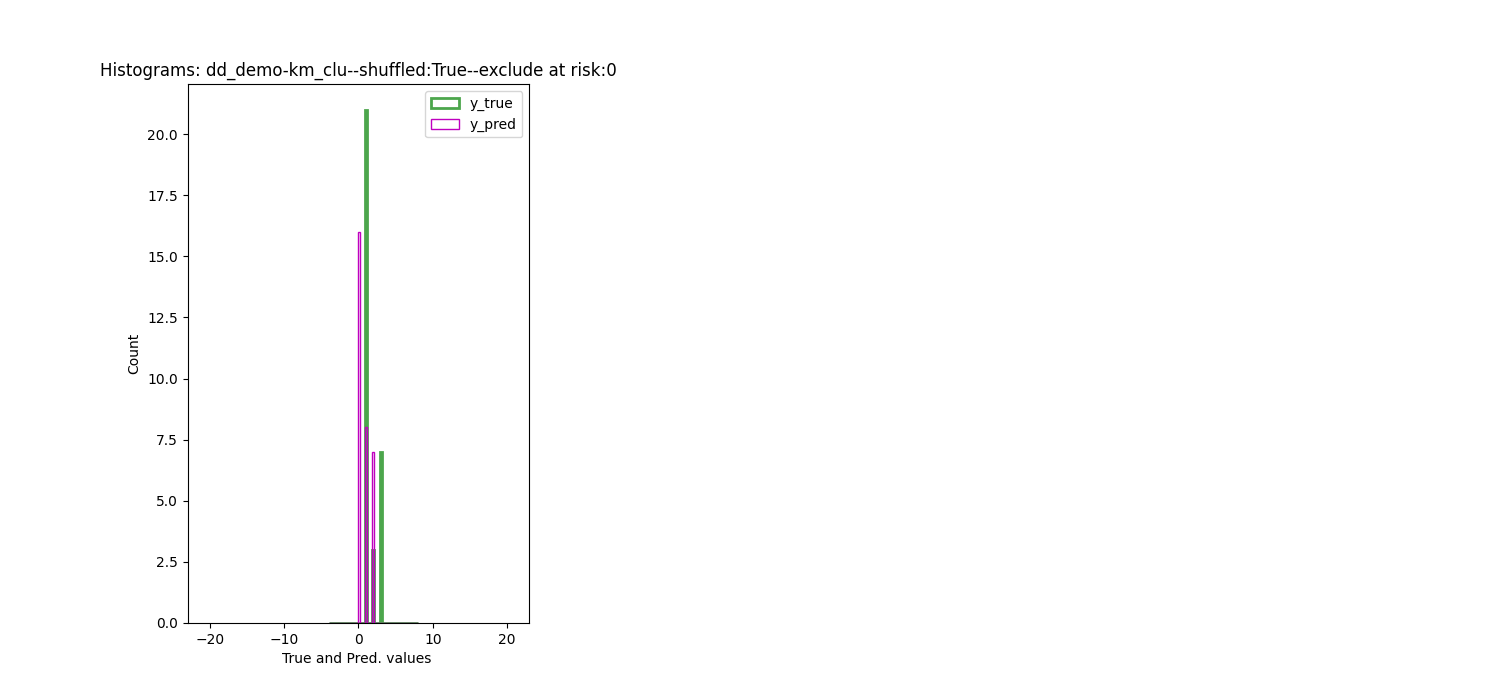 Histograms: dd_demo-km_clu--shuffled:True--exclude at risk:0
y_true
y_pred
20.0
17.5
15.0
12.5
10.0
7.5
5.0
2.5
0.0
Count
−20 −10 0 10 20
True and Pred. values